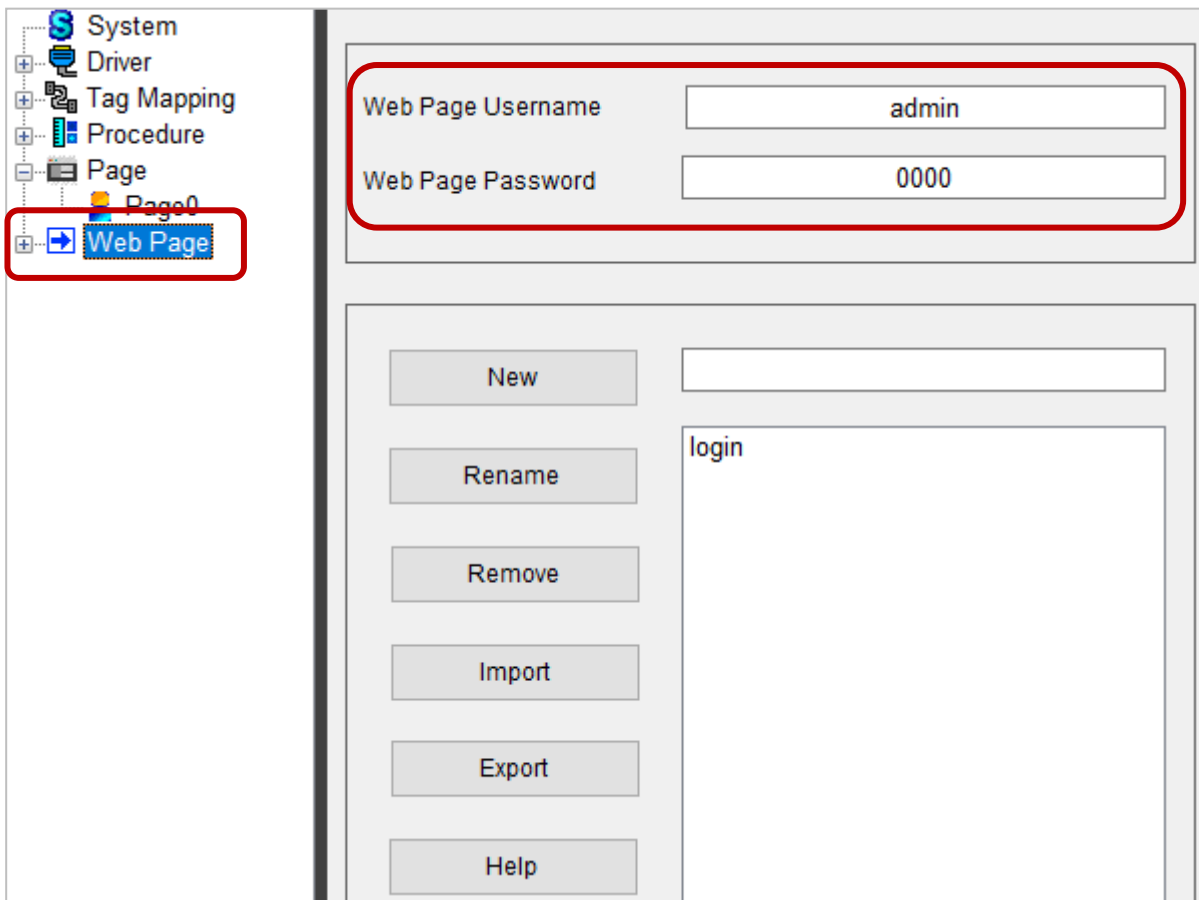 System
Driver
Tag Mapping
Procedure
Page
Page0
Web Page
Web Page Username
admin
Web Page Password
0000
New
Rename
Remove
Import
Export
Help
login